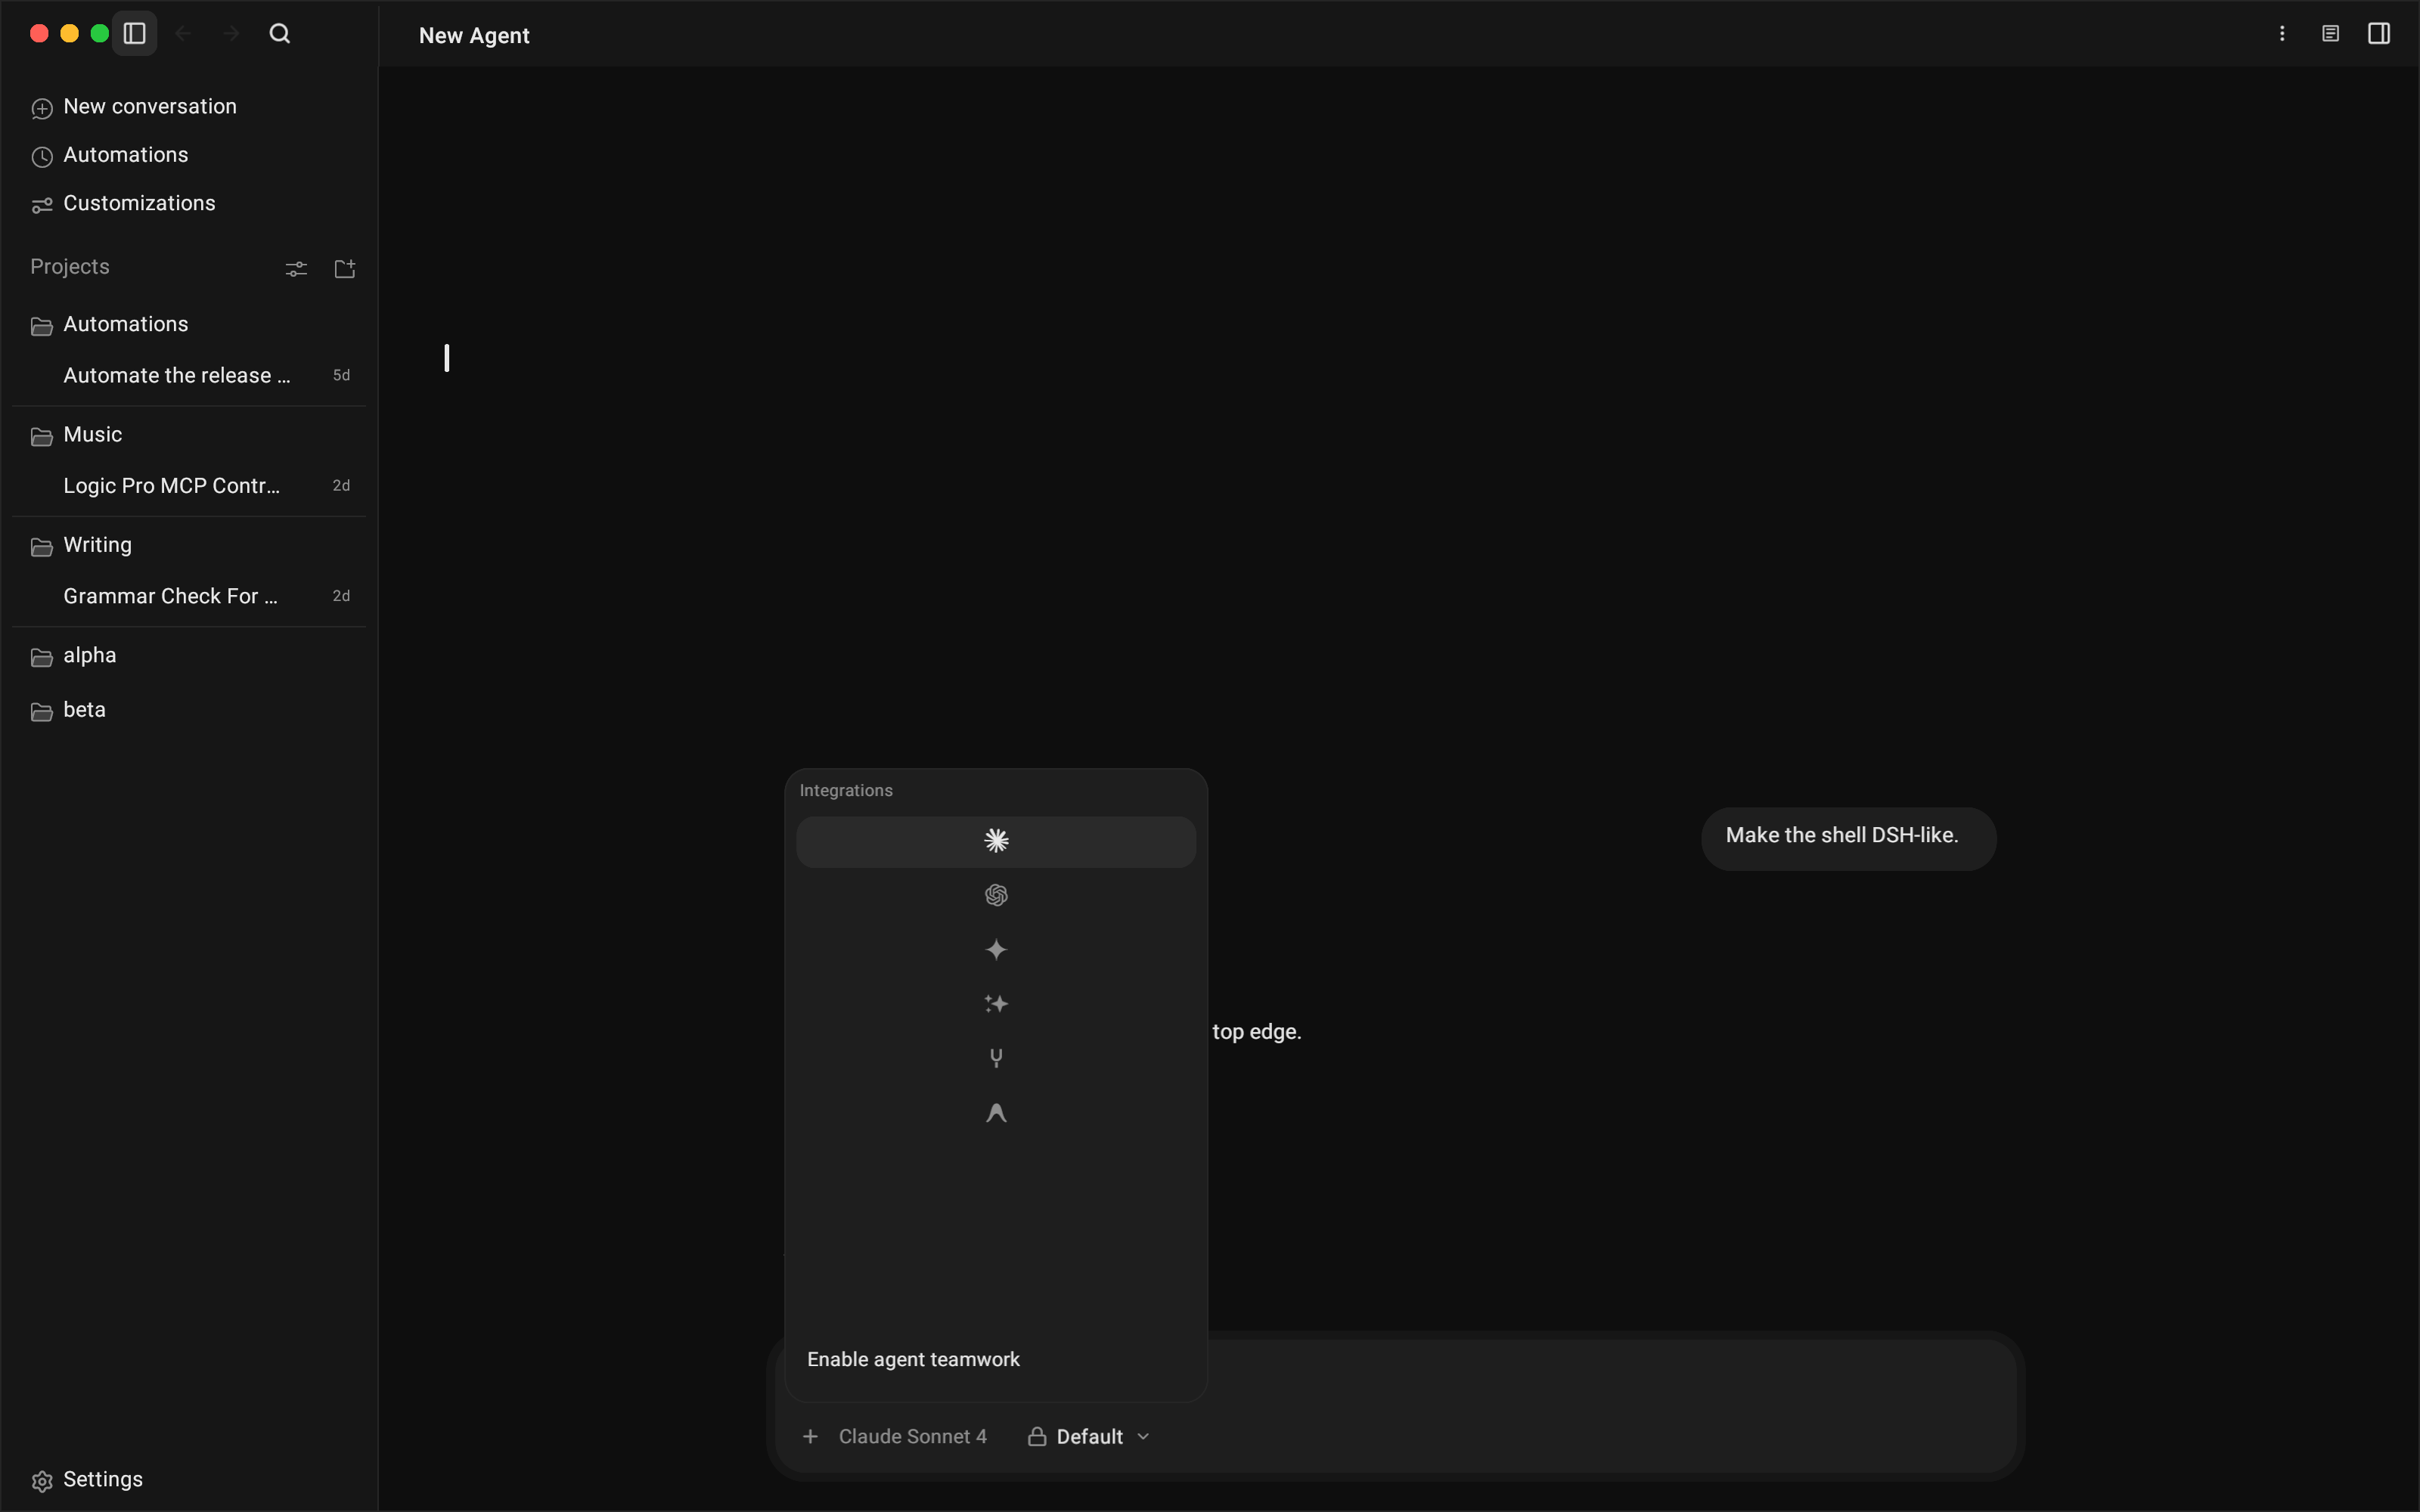 New Agent
New conversation
Automations
Customizations
Projects
Automations
Automate the release ... 5d
Music
Logic Pro MCP Contr... 2d
Writing
Grammar Check For ... 2d
alpha
beta
Settings
Make the shell DSH-like.
top edge.
Integrations
Enable agent teamwork
Claude Sonnet 4 Default